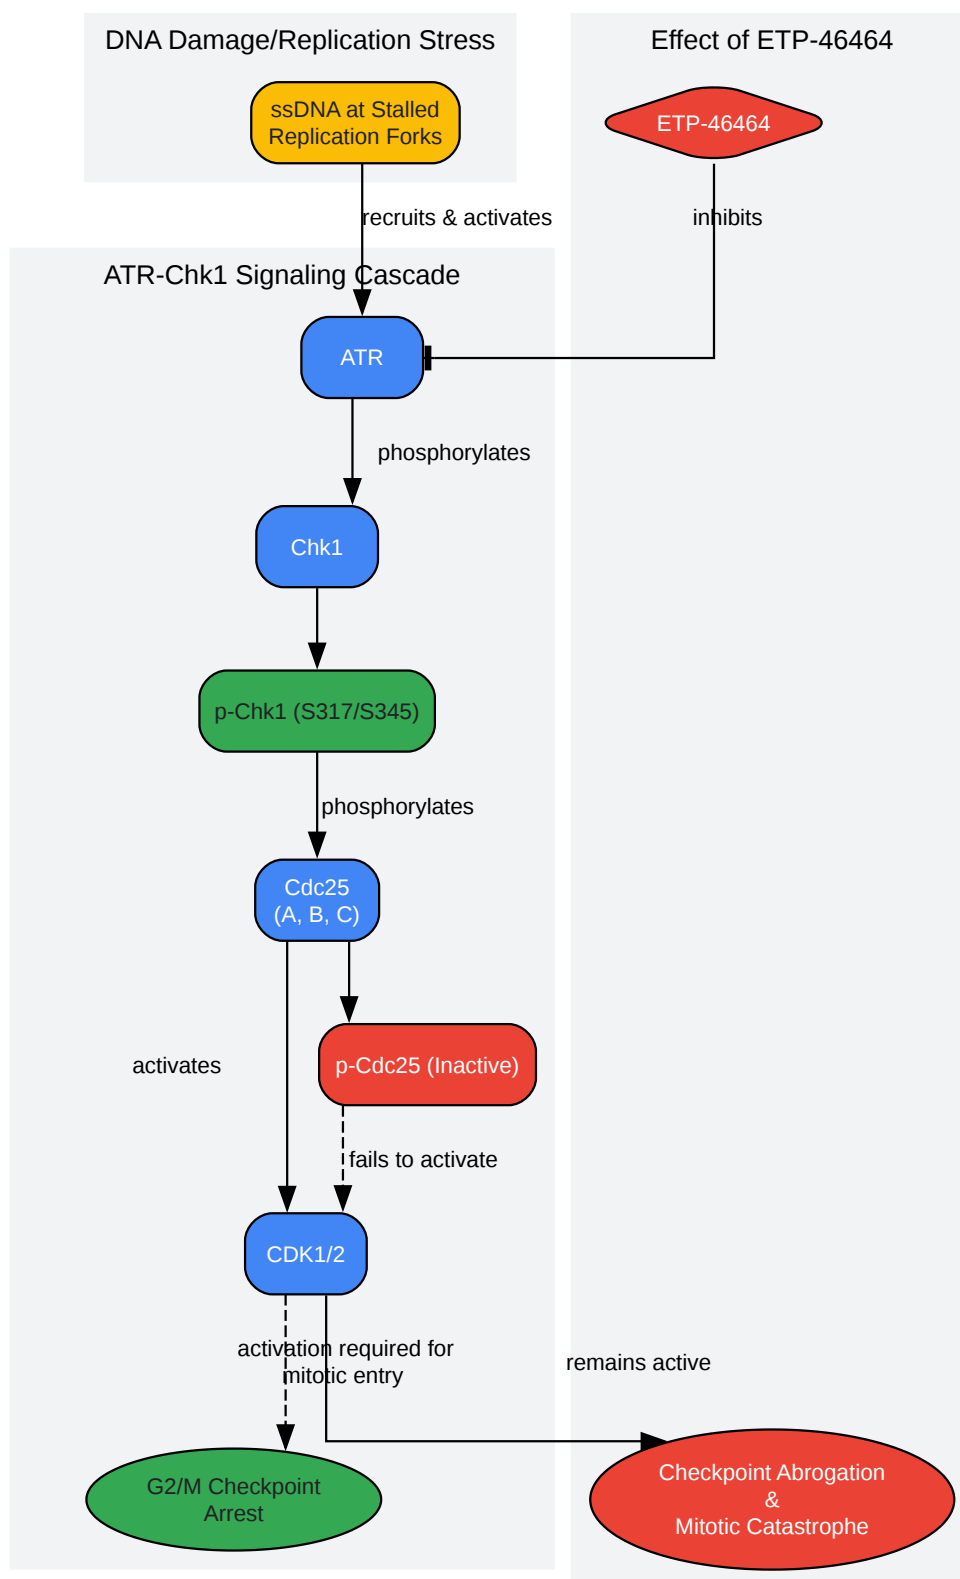 DNA Damage/Replication Stress
Effect of ETP-46464
ssDNA at Stalled
Replication Forks
ETP-46464
recruits & activates
inhibits
ATR-Chk1 Signaling Cascade
ATR
phosphorylates
Chk1
p-Chk1 (S317/S345)
phosphorylates
Cdc25
(A, B, C)
activates
p-Cdc25 (Inactive)
fails to activate
CDK1/2
activation required for
mitotic entry
remains active
G2/M Checkpoint
Arrest
Checkpoint Abrogation
&
Mitotic Catastrophe